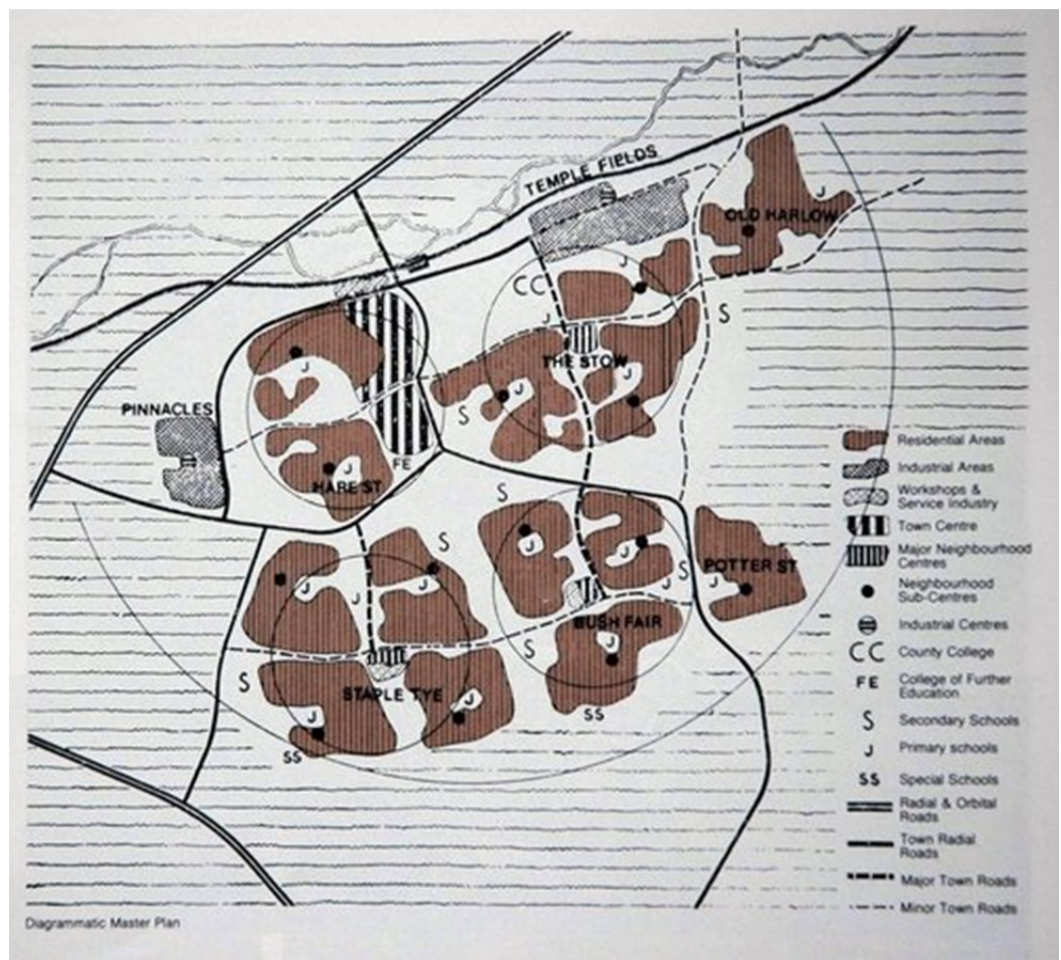 TEMPLE FIELDS
J
OLD HARLOW
J
CC
J
S
THE STOW
J
J
PINNACLES
J
S
J
FE
HARE ST
S
S
J
J
S
POTTER ST
J
J
J
J
BUSH FAIR
S
J
S
STAPLE TYE
J
J
SS
SS
Residential Areas
Industrial Areas
Workshops &
Service Industry
Town Centre
Major Neighbourhood
Centres
Neighbourhood
Sub-Centres
Industrial Centres
CC
County College
FE
College of Further
Education
S
Secondary Schools
J
Primary schools
SS
Special Schools
Radial & Orbital
Roads
Town Radial
Roads
Major Town Roads
Minor Town Roads
Diagrammatic Master Plan